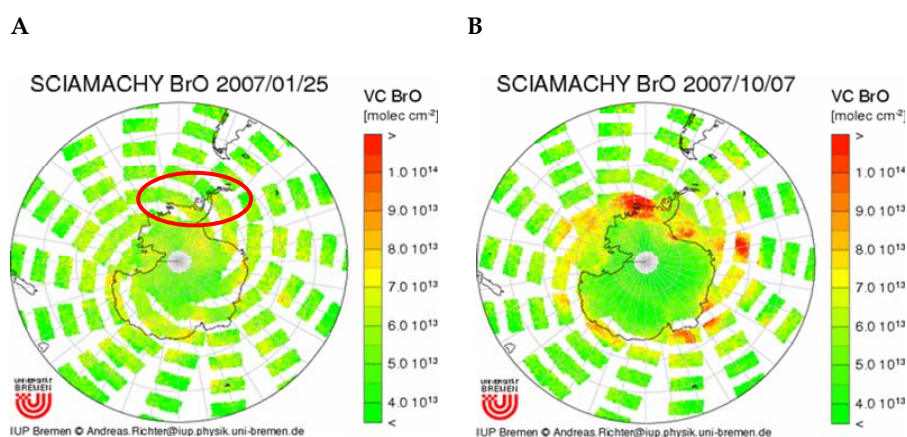 A
B
SCIAMACHY BrO 2007/01/25
VC BrO
[molec cm-2]
>
1.0 10¹⁴
9.0 10¹³
8.0 10¹³
7.0 10¹³
6.0 10¹³
5.0 10¹³
4.0 10¹³
<
UNIVERSITÄT
BREMEN
IUP Bremen © Andreas.Richter@iup.physik.uni-bremen.de
SCIAMACHY BrO 2007/10/07
VC BrO
[molec cm-2]
>
1.0 10¹⁴
9.0 10¹³
8.0 10¹³
7.0 10¹³
6.0 10¹³
5.0 10¹³
4.0 10¹³
<
UNIVERSITÄT
BREMEN
IUP Bremen © Andreas.Richter@iup.physik.uni-bremen.de